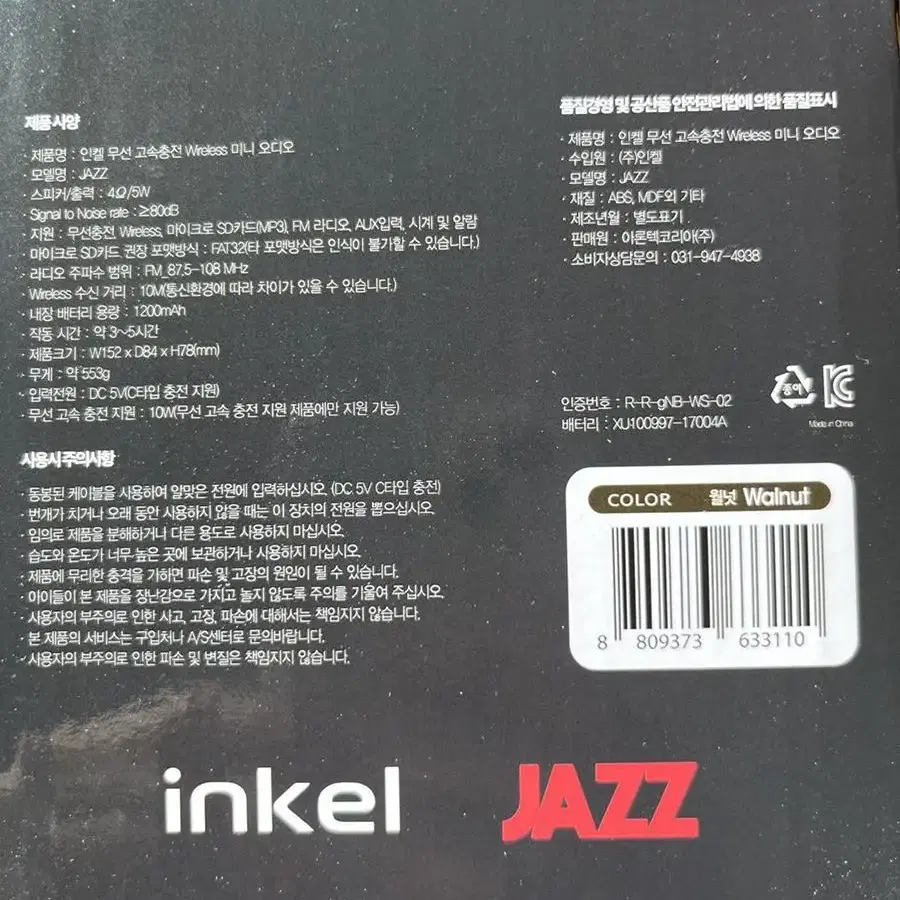 제품 사양
· 제품명 : 인켈 무선 고속충전 Wireless 미니 오디오
· 모델명 : JAZZ
· 스피커/출력 : 4Ω/5W
· Signal to Noise rate : ≥80dB
· 지원 : 무선충전 Wireless, 마이크로 SD카드(MP3), FM 라디오, AUX입력, 시계 및 알람
마이크로 SD카드 권장 포맷방식 : FAT32(타 포맷방식은 인식이 불가할 수 있습니다.)
· 라디오 주파수 범위 : FM_87.5-108 MHz
· Wireless 수신 거리 : 10M(통신환경에 따라 차이가 있을 수 있습니다.)
· 내장 배터리 용량 : 1200mAh
· 작동 시간 : 약 3~5시간
· 제품크기 : W152 x D84 x H78(mm)
· 무게 : 약 553g
· 입력전원 : DC 5V(C타입 충전 지원)
· 무선 고속 충전 지원 : 10W(무선 고속 충전 지원 제품에만 지원 가능)
사용시 주의사항
· 동봉된 케이블을 사용하여 알맞은 전원에 입력하십시오. (DC 5V C타입 충전)
· 번개가 치거나 오래 동안 사용하지 않을 때는 이 장치의 전원을 뽑으십시오.
· 임의로 제품을 분해하거나 다른 용도로 사용하지 마십시오.
· 습도와 온도가 너무 높은 곳에 보관하거나 사용하지 마십시오.
· 제품에 무리한 충격을 가하면 파손 및 고장의 원인이 될 수 있습니다.
· 아이들이 본 제품을 장난감으로 가지고 놀지 않도록 주의를 기울여 주십시오.
· 사용자의 부주의로 인한 사고, 고장, 파손에 대해서는 책임지지 않습니다.
· 본 제품의 서비스는 구입처나 A/S센터로 문의바랍니다.
· 사용자의 부주의로 인한 파손 및 변질은 책임지지 않습니다.
품질경영 및 공산품 안전관리법에 의한 품질표시
· 제품명 : 인켈 무선 고속충전 Wireless 미니 오디오
· 수입원 : (주)인켈
· 모델명 : JAZZ
· 재질 : ABS, MDF외 기타
· 제조년월 : 별도표기
· 판매원 : 아론텍코리아(주)
· 소비자상담문의 : 031-947-4938
종이
인증번호 : R-R-gNB-WS-02
배터리 : XU100997-17004A
Made in China
COLOR 월넛 Walnut
8 809373 633110
inkel JAZZ